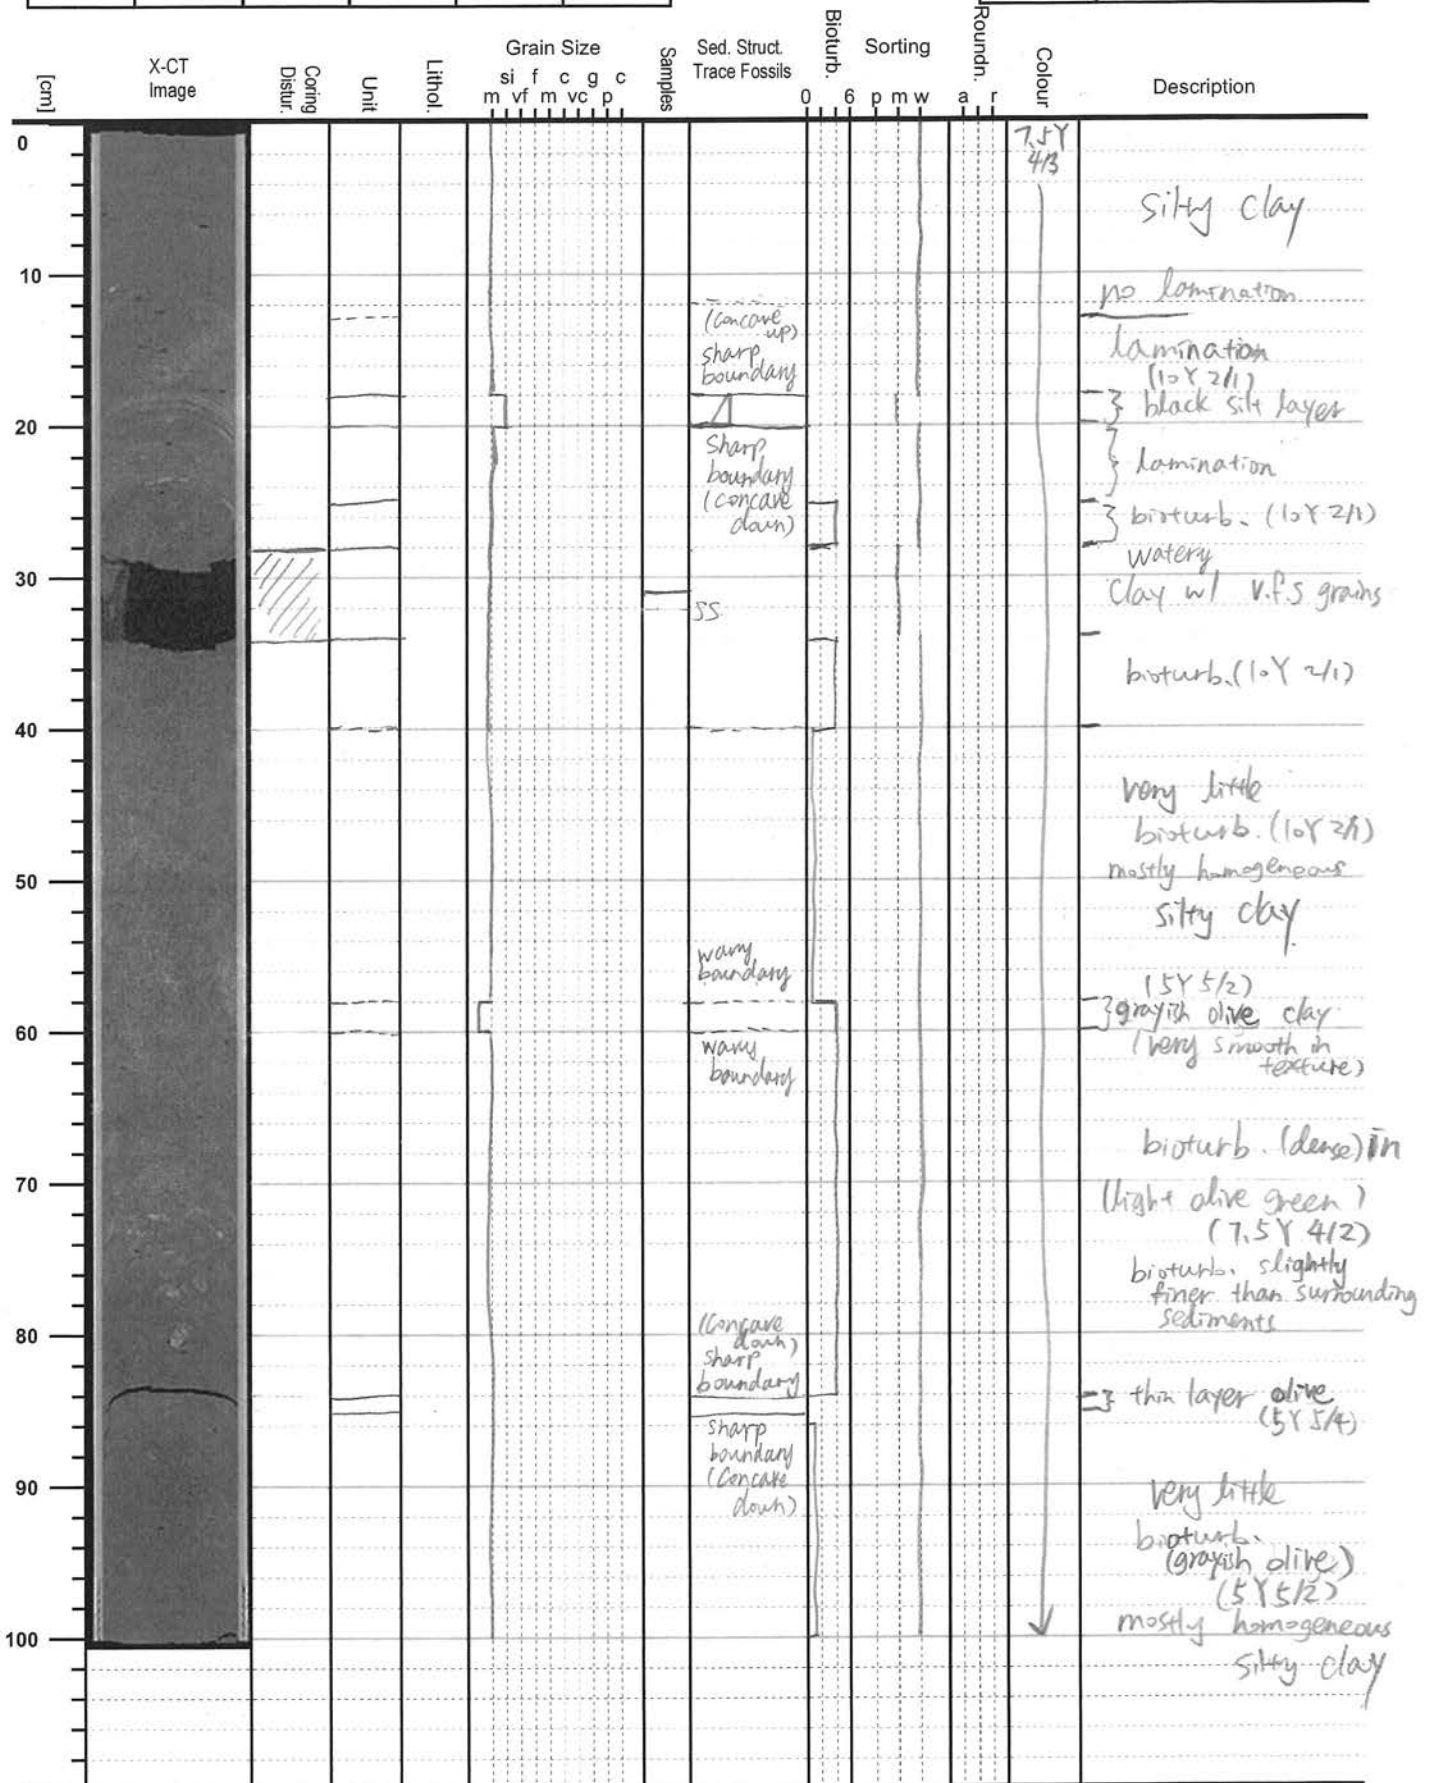 [cm]
X-CT
Image
Coring
Distur.
Unit
Lithol.
Grain Size
si f c g c
m vf m vc p
Samples
Sed. Struct.
Trace Fossils
Bioturb.
0 6
Sorting
p m w
Roundn.
a r
Colour
Description
0
7.5Y
4/3
silty clay
10
no lamination
(concave
up)
sharp
boundary
lamination
(10Y 2/1)
black silt layer
20
sharp
boundary
(concave
down)
lamination
bioturb. (10Y 2/1)
watery
30
Clay w/ v.f.s grains
SS
bioturb. (10Y 2/1)
40
very little
bioturb. (10Y 2/1)
mostly homogeneous
50
silty clay
wavy
boundary
(5Y 5/2)
grayish olive clay
60
(very smooth in
texture)
wavy
boundary
bioturb. (dense) in
70
(light olive green)
(7.5Y 4/2)
bioturb. slightly
finer than surrounding
sediments
80
(concave
down)
sharp
boundary
thin layer olive
(5Y 5/4)
sharp
boundary
(concave
down)
90
very little
bioturb.
(grayish olive)
(5Y 5/2)
100
mostly homogeneous
silty clay